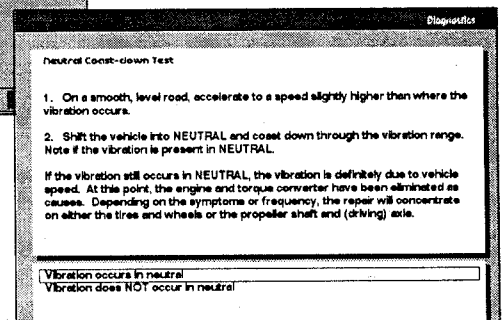 Diagnostics
Neutral Coast-down Test
1. On a smooth, level road, accelerate to a speed slightly higher than where the
vibration occurs.
2. Shift the vehicle into NEUTRAL and coast down through the vibration range.
Note if the vibration is present in NEUTRAL.
If the vibration still occurs in NEUTRAL, the vibration is definitely due to vehicle
speed. At this point, the engine and torque converter have been eliminated as
causes. Depending on the symptoms or frequency, the repair will concentrate
on either the tires and wheels or the propeller shaft and (driving) axle.
Vibration occurs in neutral
Vibration does NOT occur in neutral